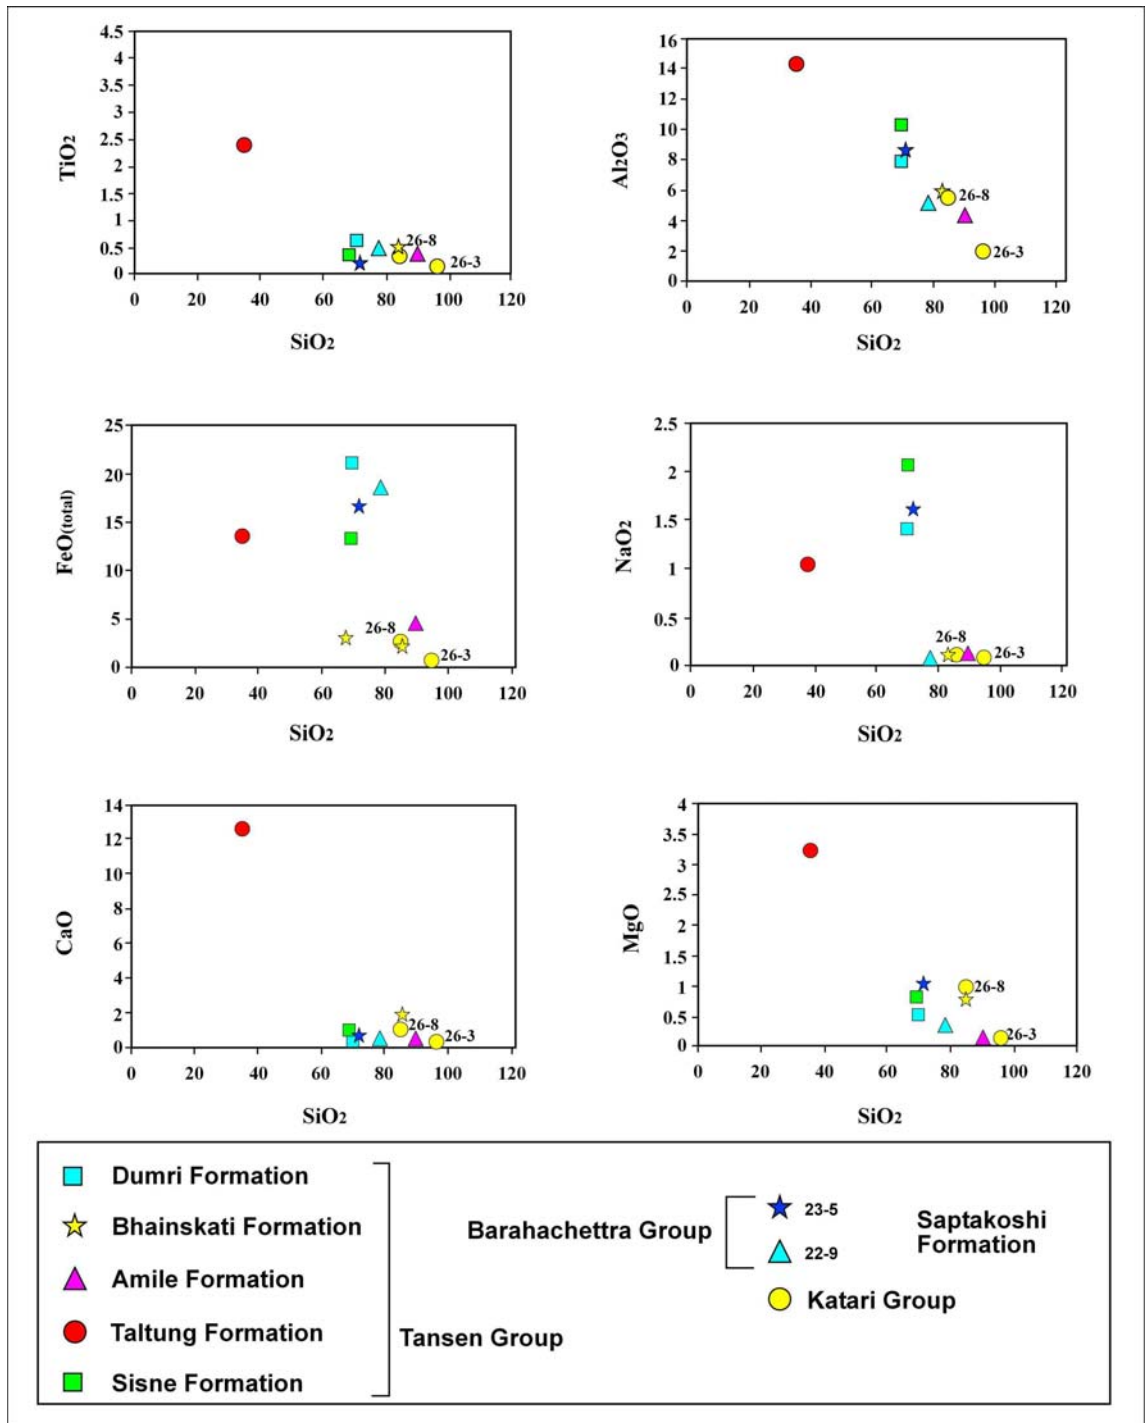 4.5
4
3.5
3
2.5
2
1.5
1
0.5
0
TiO2
26-8
26-3
0 20 40 60 80 100 120
SiO2
16
14
12
10
8
6
4
2
0
Al2O3
26-8
26-3
0 20 40 60 80 100 120
SiO2
25
20
15
10
5
0
FeO(total)
26-8
26-3
0 20 40 60 80 100 120
SiO2
2.5
2
1.5
1
0.5
0
NaO2
26-8
26-3
0 20 40 60 80 100 120
SiO2
14
12
10
8
6
4
2
0
CaO
26-8
26-3
0 20 40 60 80 100 120
SiO2
4
3.5
3
2.5
2
1.5
1
0.5
0
MgO
26-8
26-3
0 20 40 60 80 100 120
SiO2
Dumri Formation
Bhainskati Formation
Amile Formation
Taltung Formation
Sisne Formation
Tansen Group
Barahachettra Group
23-5
22-9
Saptakoshi
Formation
Katari Group